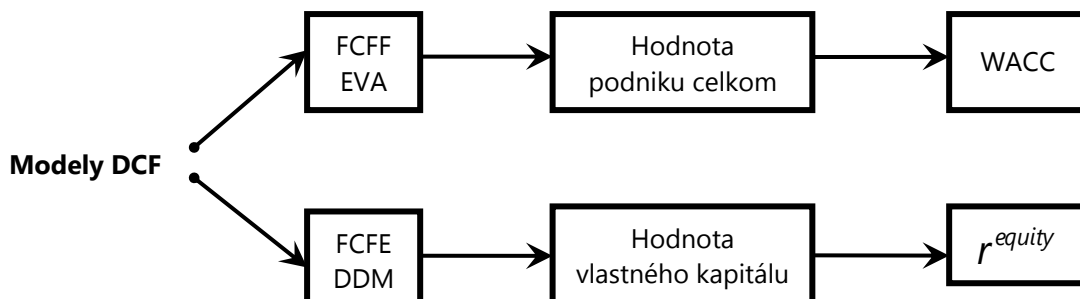 Modely DCF
FCFF
EVA
Hodnota
podniku celkom
WACC
FCFE
DDM
Hodnota
vlastného kapitálu
r equity